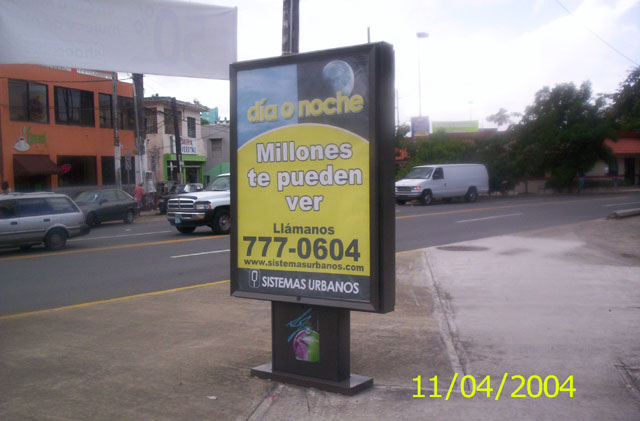 día o noche
Millones
te pueden
ver
Llámanos
777-0604
www.sistemasurbanos.com
SISTEMAS URBANOS
11/04/2004